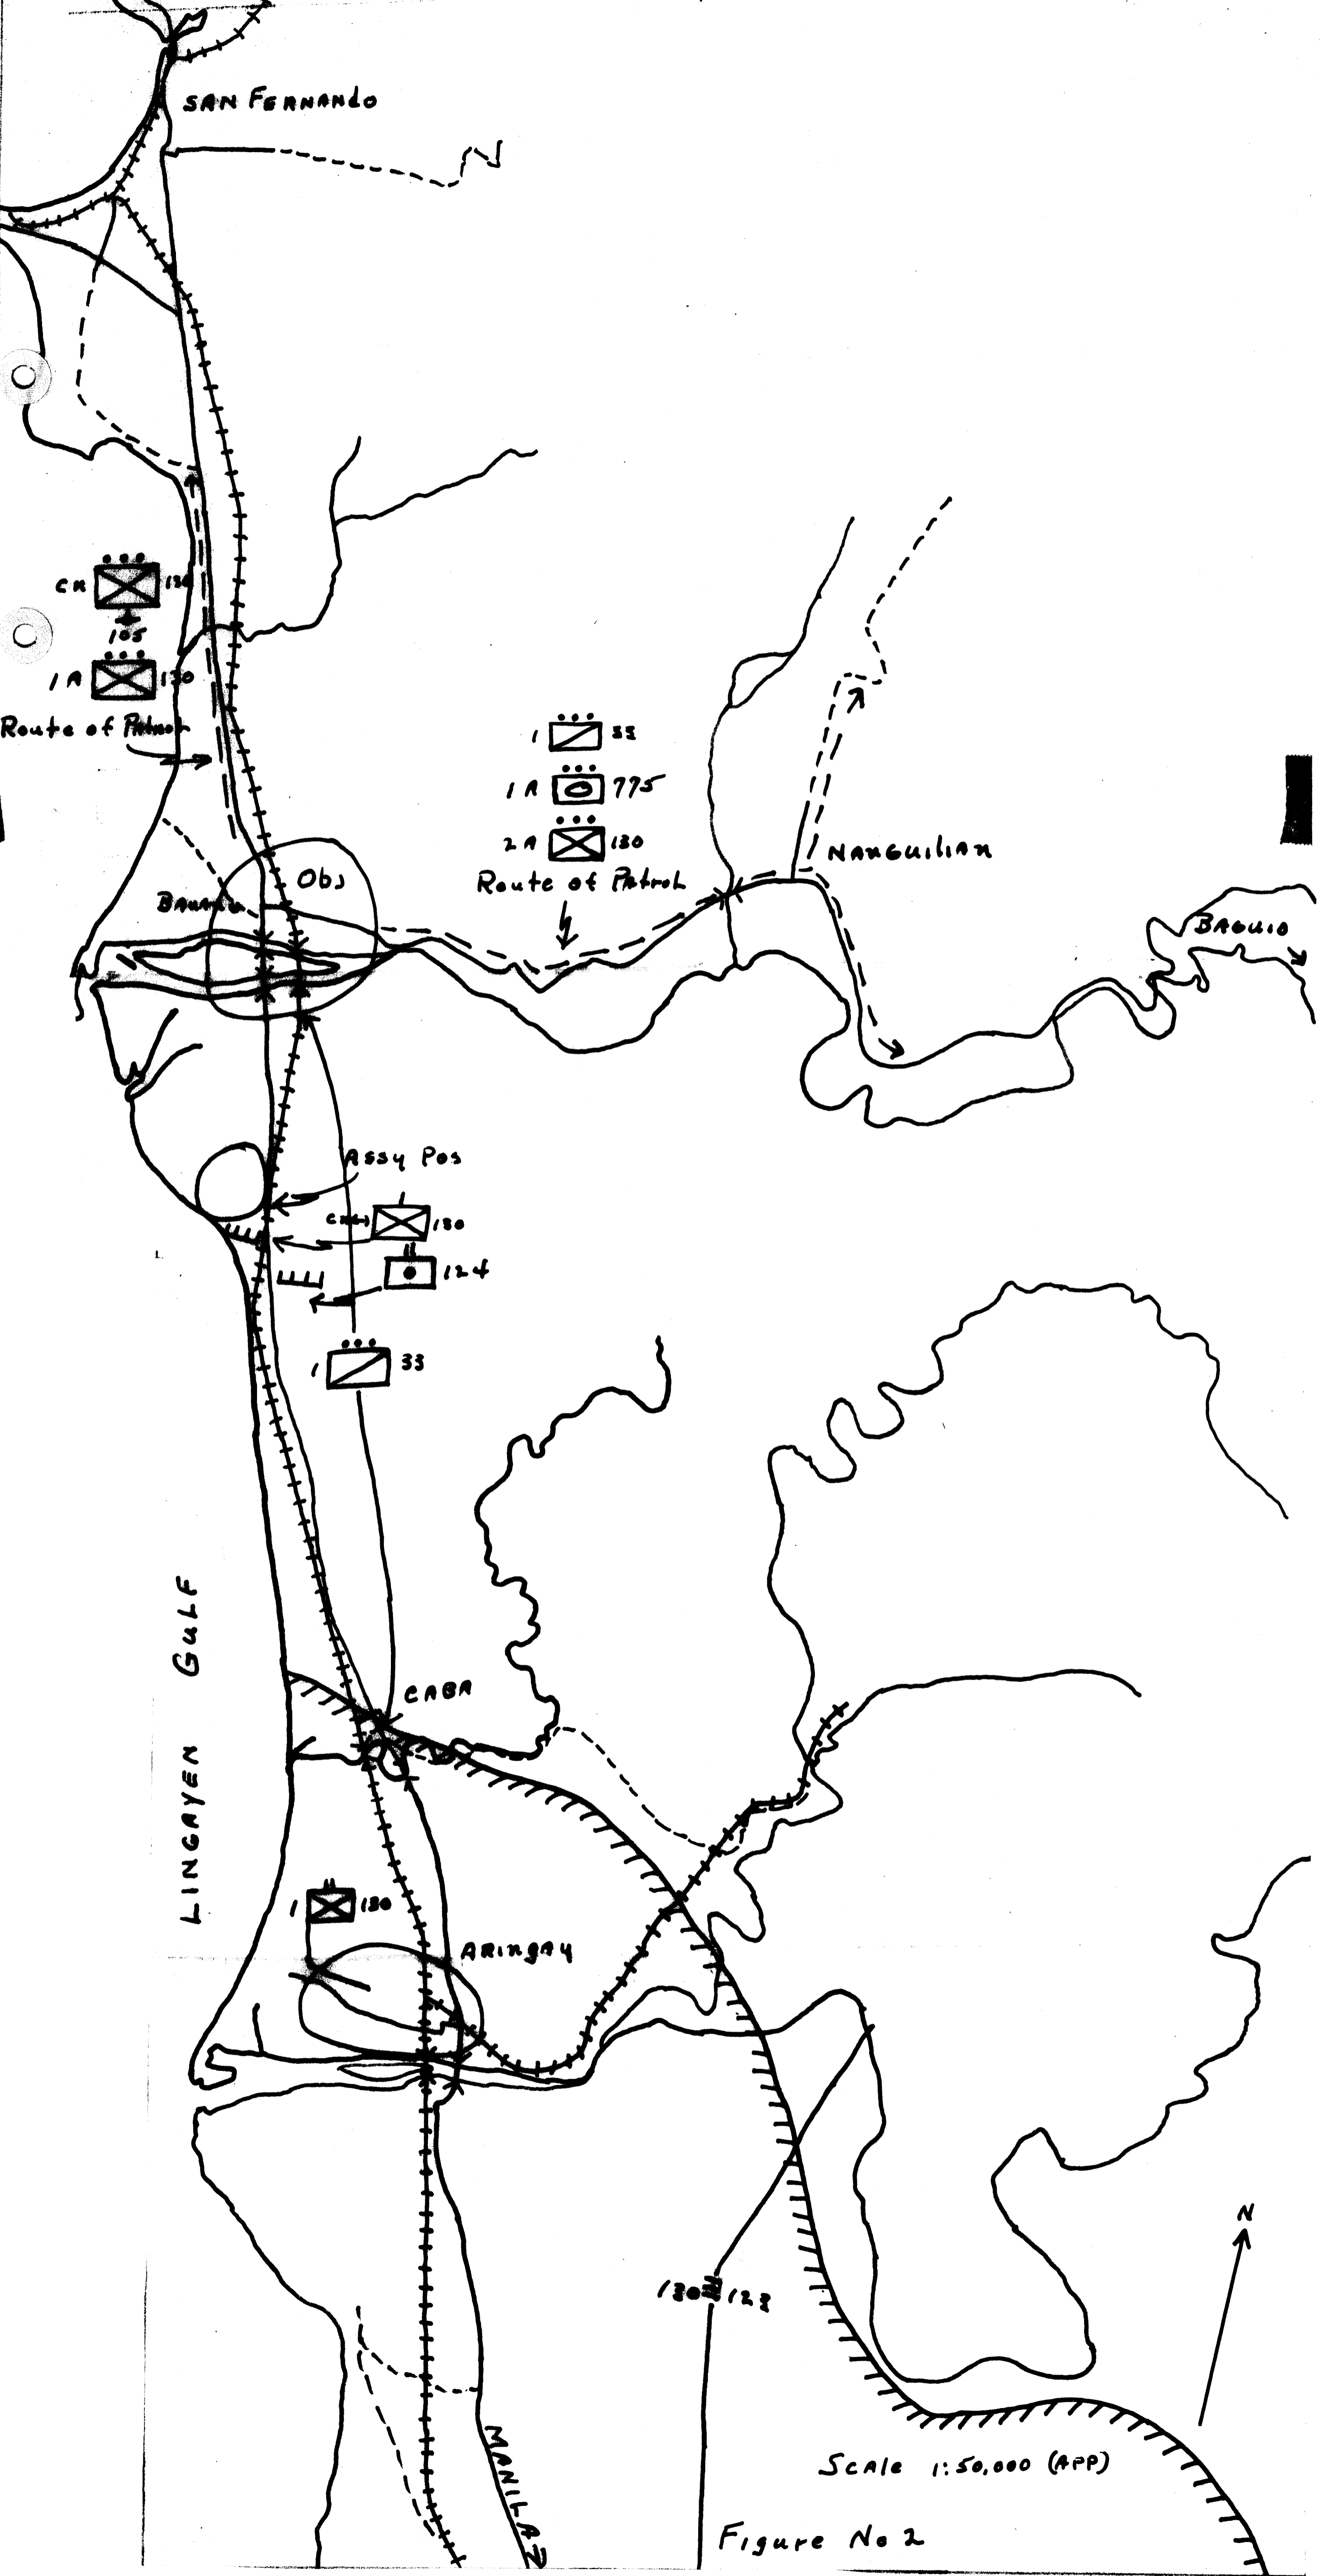 SAN FERNANDO
CN 130
105
1 A 130
Route of Patrol
1 33
1 A 775
2 A 130
Route of Patrol
NANGUILIAN
Obj
BAGUIO
Assy Pos
130
124
1 33
LINGAYEN GULF
CABA
1 130
ARINGAY
130 123
N
MANILA
Scale 1:50,000 (APP)
Figure No 2